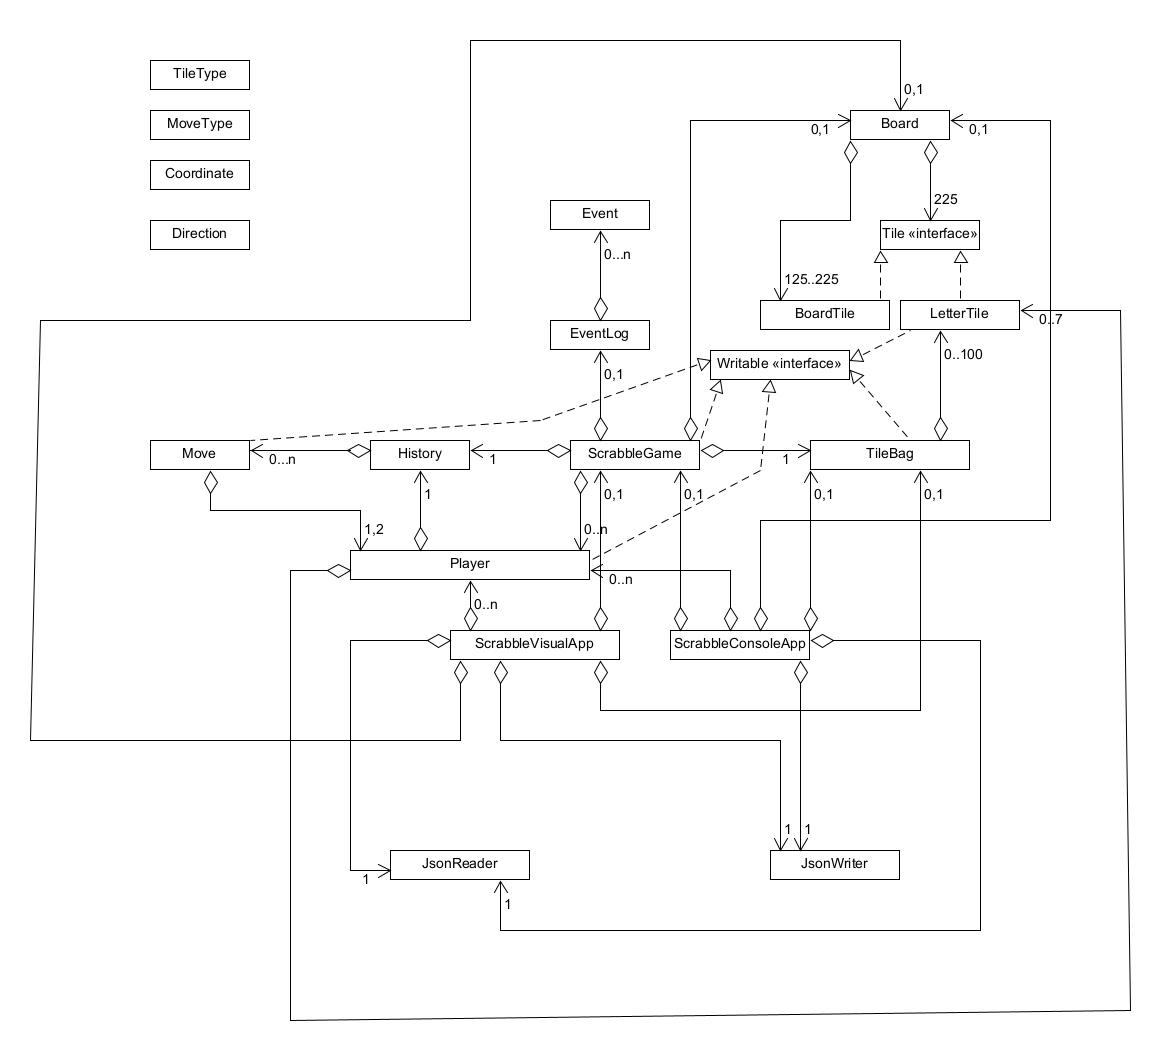 TileType
0,1
MoveType
0,1
Board
0,1
Coordinate
225
Event
Direction
Tile «interface»
0...n
125..225
BoardTile
LetterTile
0..7
EventLog
0..100
Writable «interface»
0,1
Move
0...n
History
1
ScrabbleGame
1
TileBag
1
0,1
0,1
0,1
0,1
1,2
0..n
Player
0..n
0..n
ScrabbleVisualApp
ScrabbleConsoleApp
1
1
JsonReader
JsonWriter
1
1